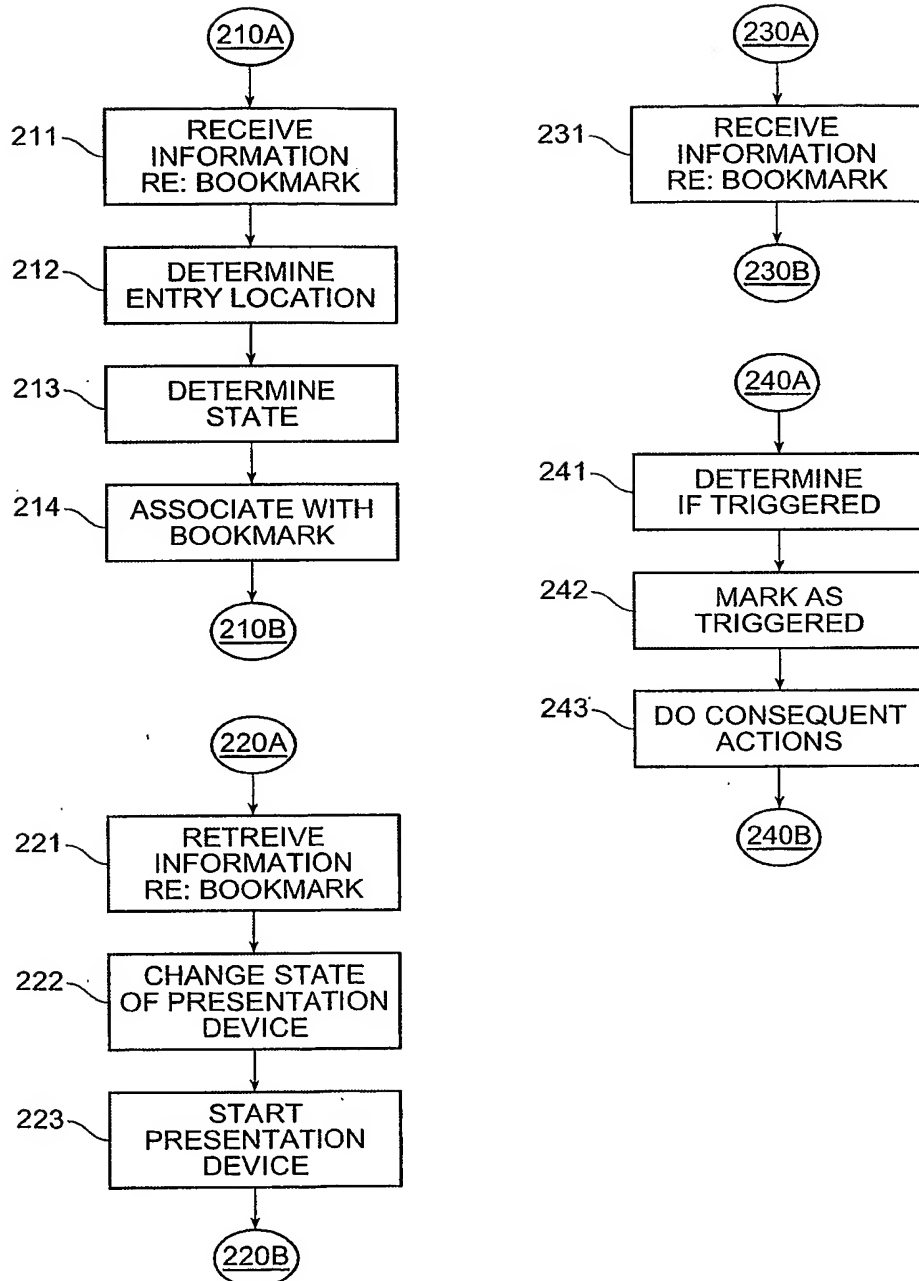 210A
211
RECEIVE
INFORMATION
RE: BOOKMARK
212
DETERMINE
ENTRY LOCATION
213
DETERMINE
STATE
214
ASSOCIATE WITH
BOOKMARK
210B
220A
221
RETREIVE
INFORMATION
RE: BOOKMARK
222
CHANGE STATE
OF PRESENTATION
DEVICE
223
START
PRESENTATION
DEVICE
220B
230A
231
RECEIVE
INFORMATION
RE: BOOKMARK
230B
240A
241
DETERMINE
IF TRIGGERED
242
MARK AS
TRIGGERED
243
DO CONSEQUENT
ACTIONS
240B